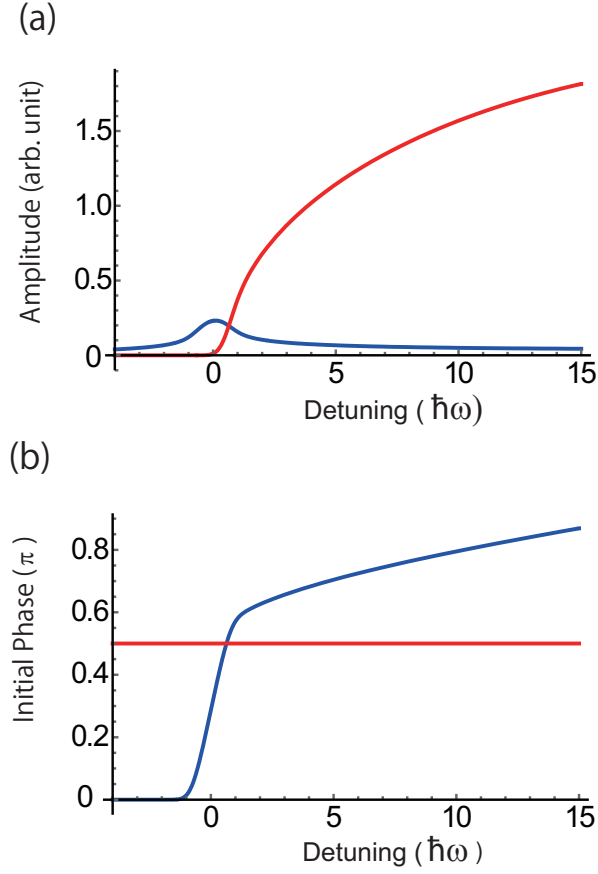 (a)
Amplitude (arb. unit)
1.5
1.0
0.5
0
0 5 10 15
Detuning ( ħω)
(b)
Initial Phase (π)
0.8
0.6
0.4
0.2
0
0 5 10 15
Detuning ( ħω )